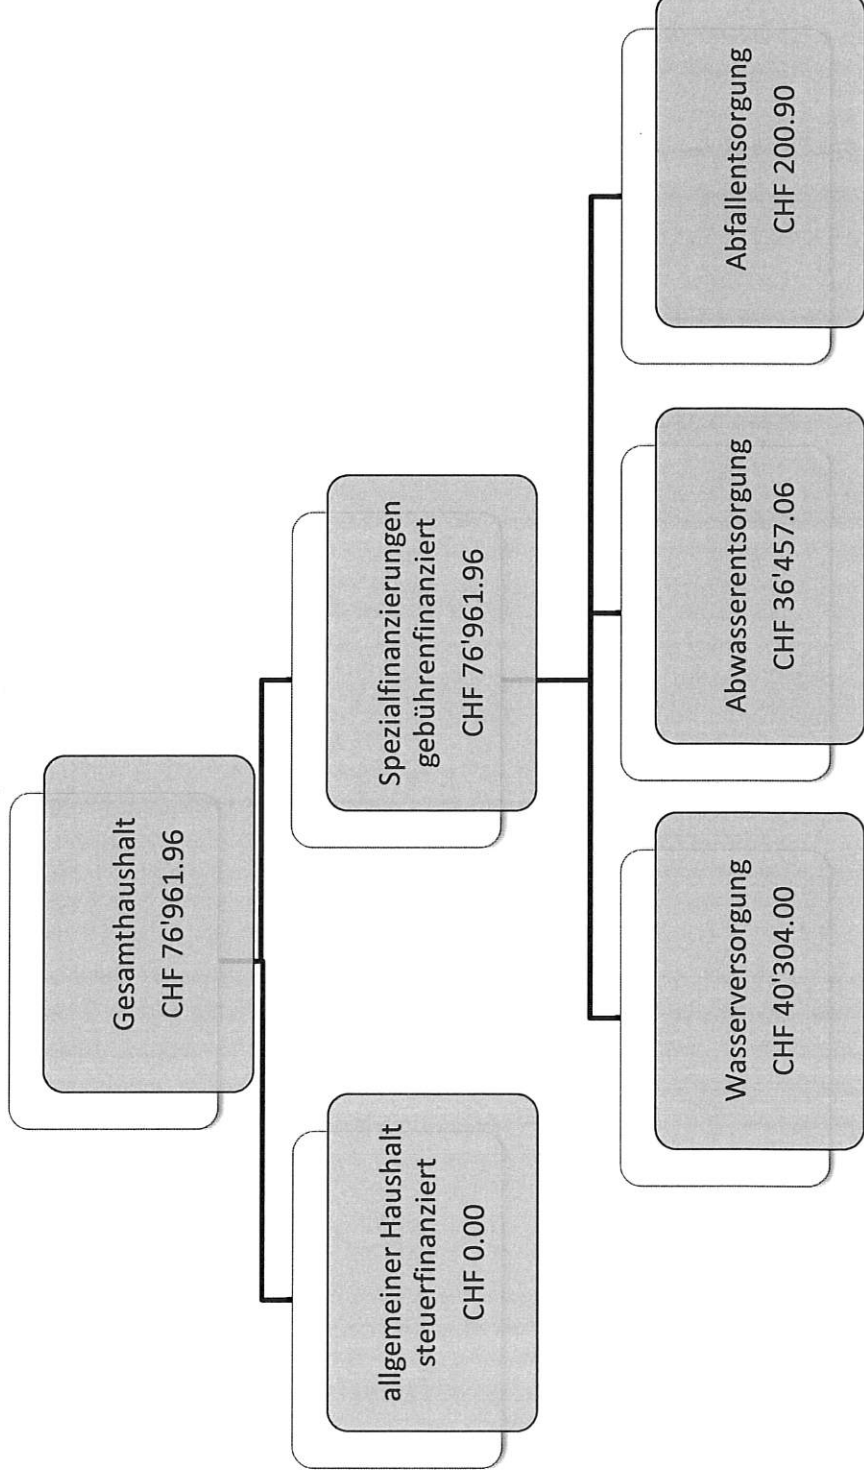 Gesamthaushalt
CHF 76'961.96
allgemeiner Haushalt
steuerfinanziert
CHF 0.00
Spezialfinanzierungen
gebührenfinanziert
CHF 76'961.96
Wasserversorgung
CHF 40'304.00
Abwasserentsorgung
CHF 36'457.06
Abfallentsorgung
CHF 200.90